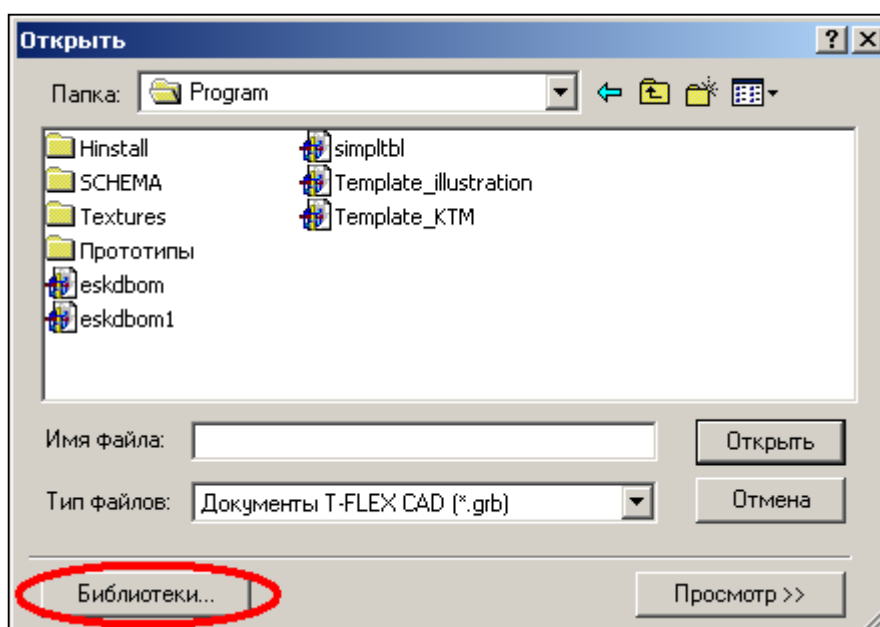 Открыть
Папка: Program
Hinstall
SCHEMA
Textures
Прототипы
eskdbom
eskdbom1
simpltbl
Template_illustration
Template_KTM
Имя файла: Открыть
Тип файлов: Документы T-FLEX CAD (*.grb) Отмена
Библиотеки... Просмотр >>